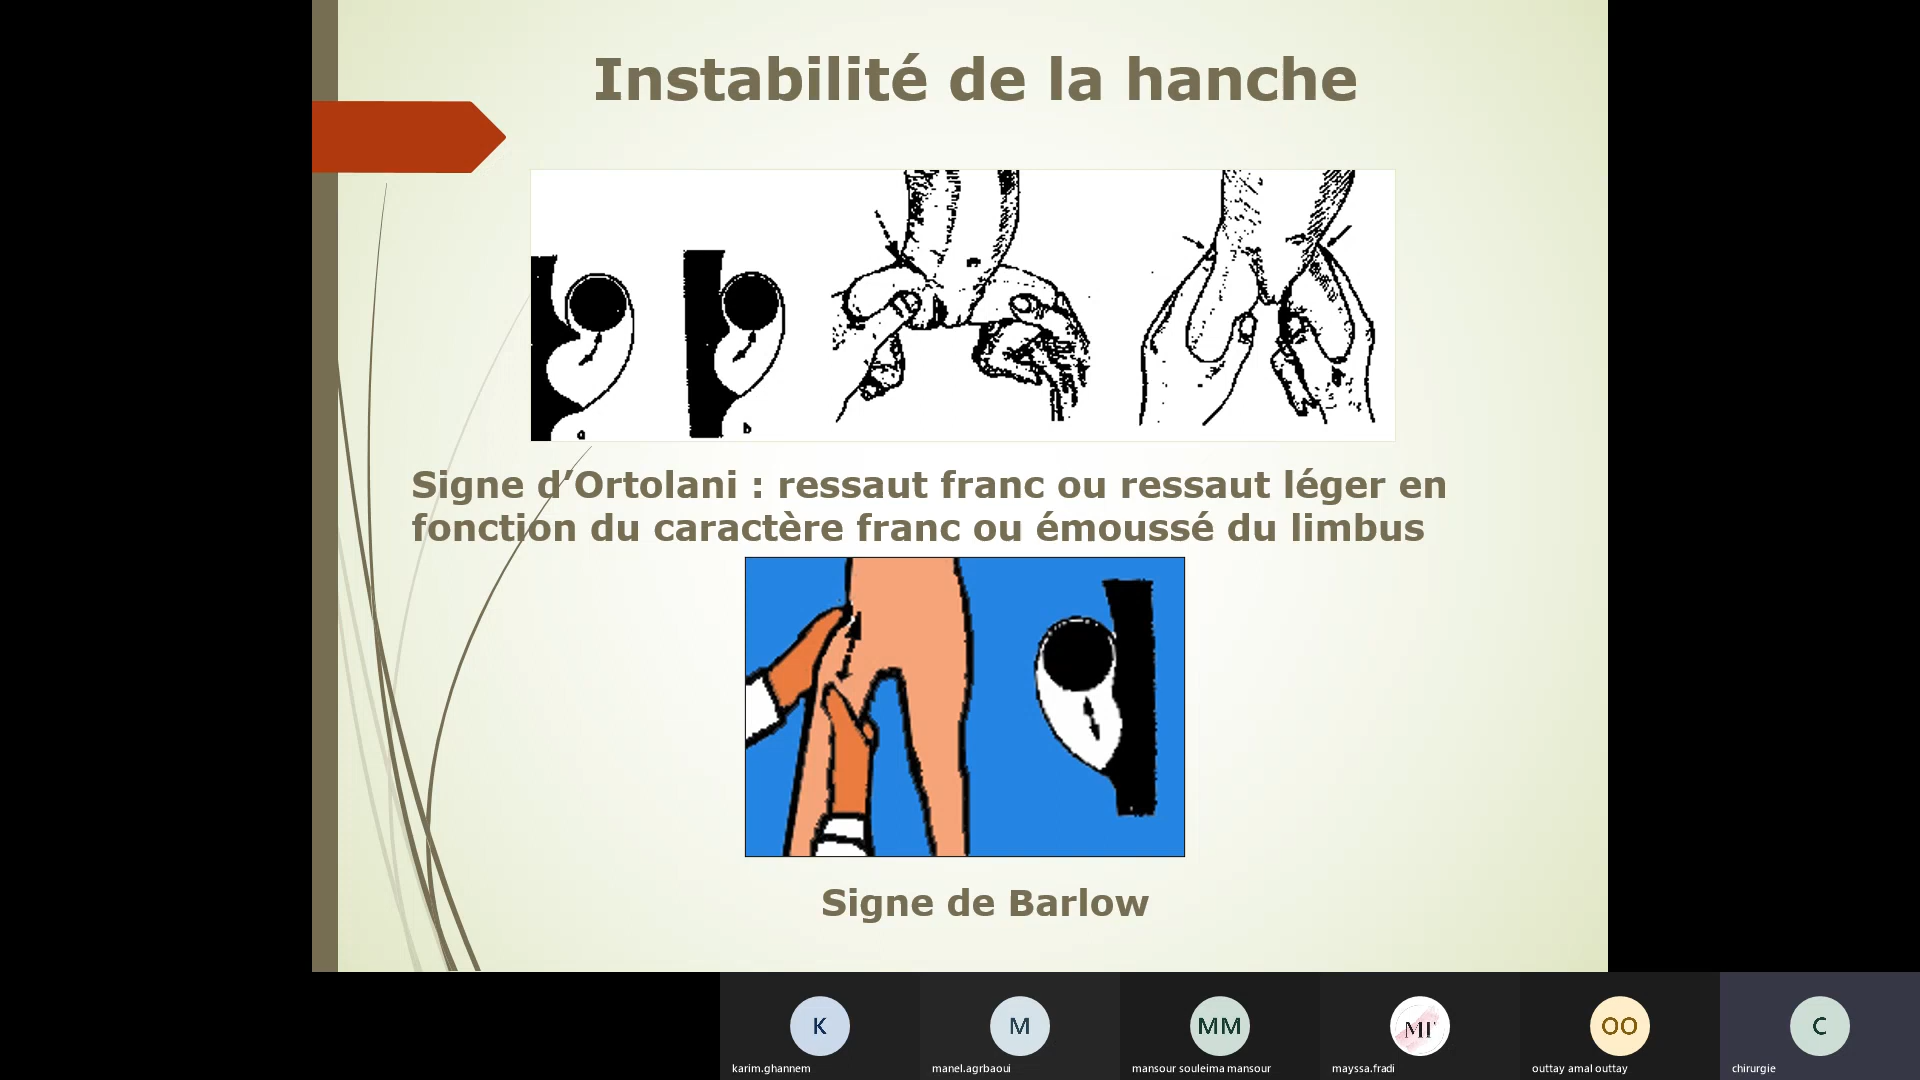 Instabilité de la hanche
a
b
Signe d’Ortolani : ressaut franc ou ressaut léger en
fonction du caractère franc ou émoussé du limbus
Signe de Barlow
K
M
MM
MF
OO
C
karim.ghannem
manel.agrbaoui
mansour souleima mansour
mayssa.fradi
outtay amal outtay
chirurgie